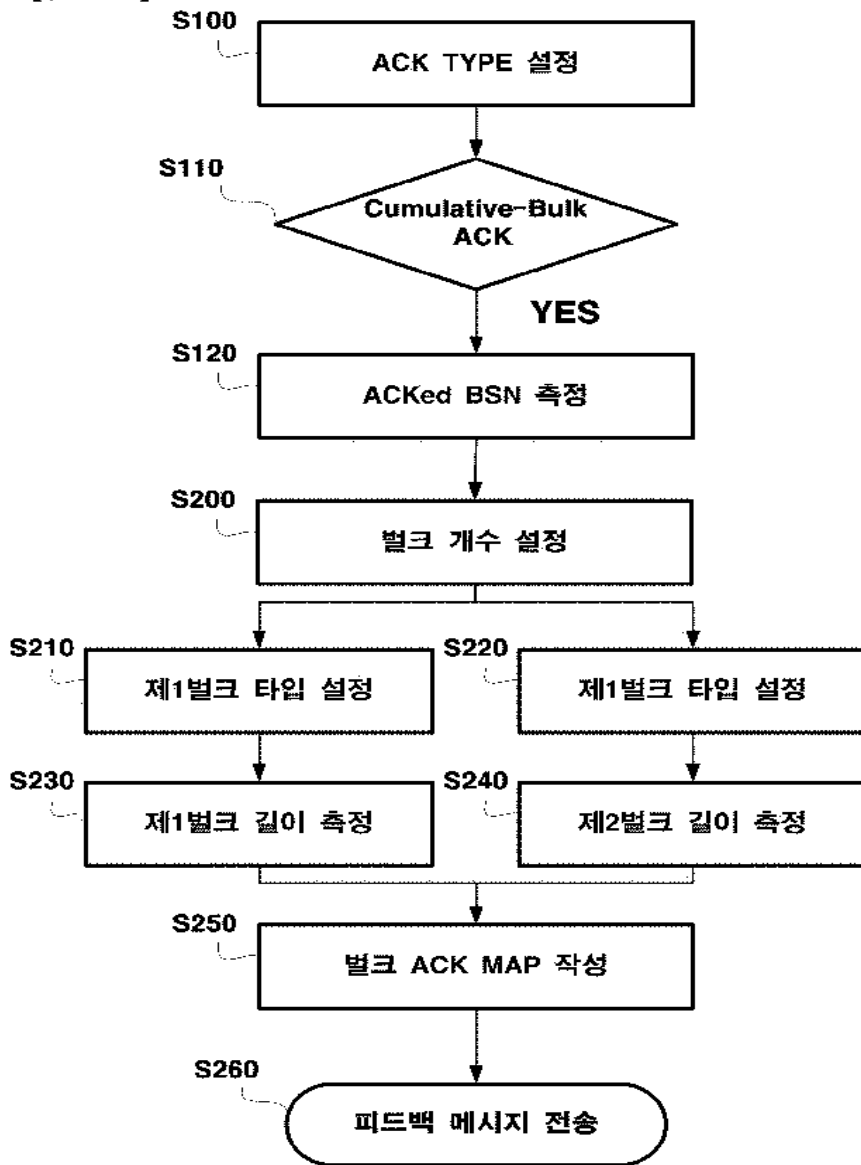 S100
ACK TYPE 설정
S110
Cumulative-Bulk
ACK
YES
S120
ACKed BSN 측정
S200
벌크 개수 설정
S210
제1벌크 타입 설정
S220
제1벌크 타입 설정
S230
제1벌크 길이 측정
S240
제2벌크 길이 측정
S250
벌크 ACK MAP 작성
S260
피드백 메시지 전송